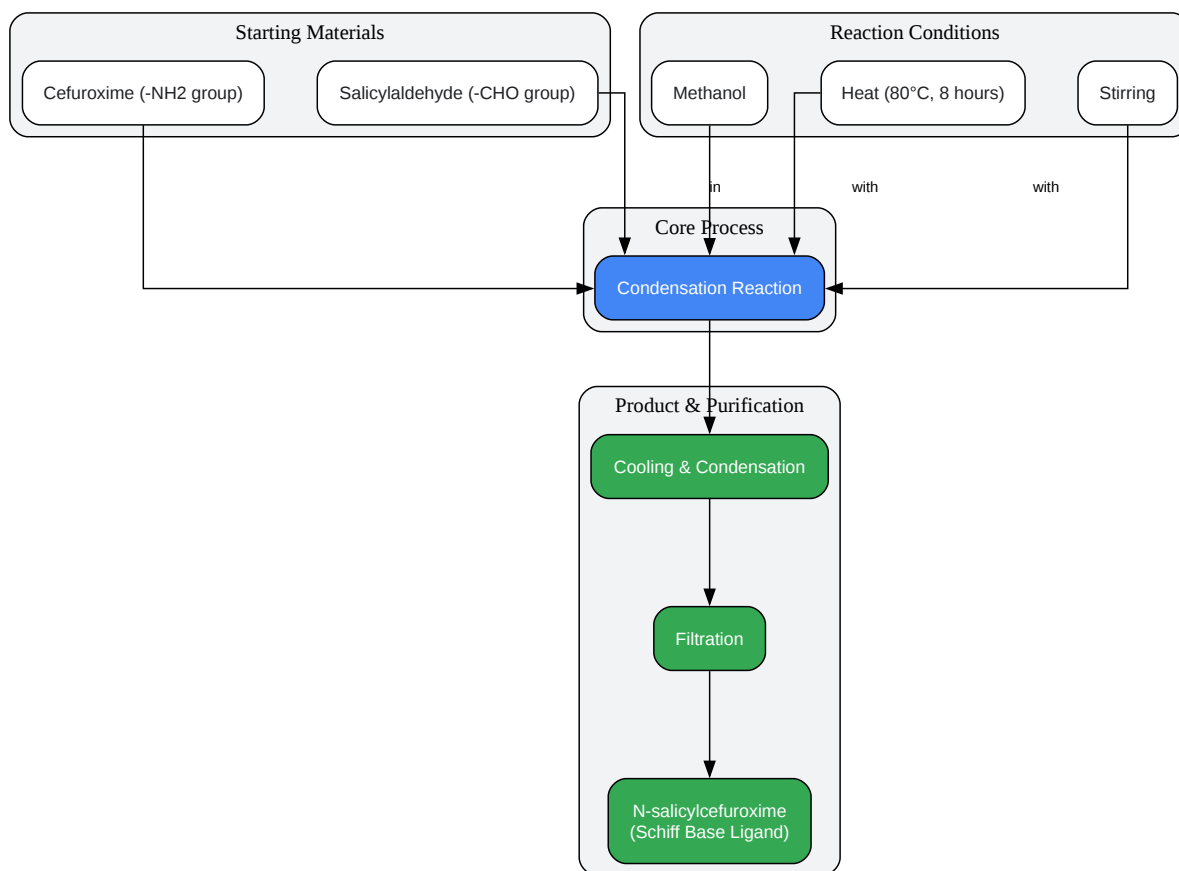 Starting Materials
Reaction Conditions
Cefuroxime (-NH2 group)
Salicylaldehyde (-CHO group)
Methanol
Heat (80°C, 8 hours)
Stirring
in
with
with
Core Process
Condensation Reaction
Product & Purification
Cooling & Condensation
Filtration
N-salicylcefuroxime
(Schiff Base Ligand)